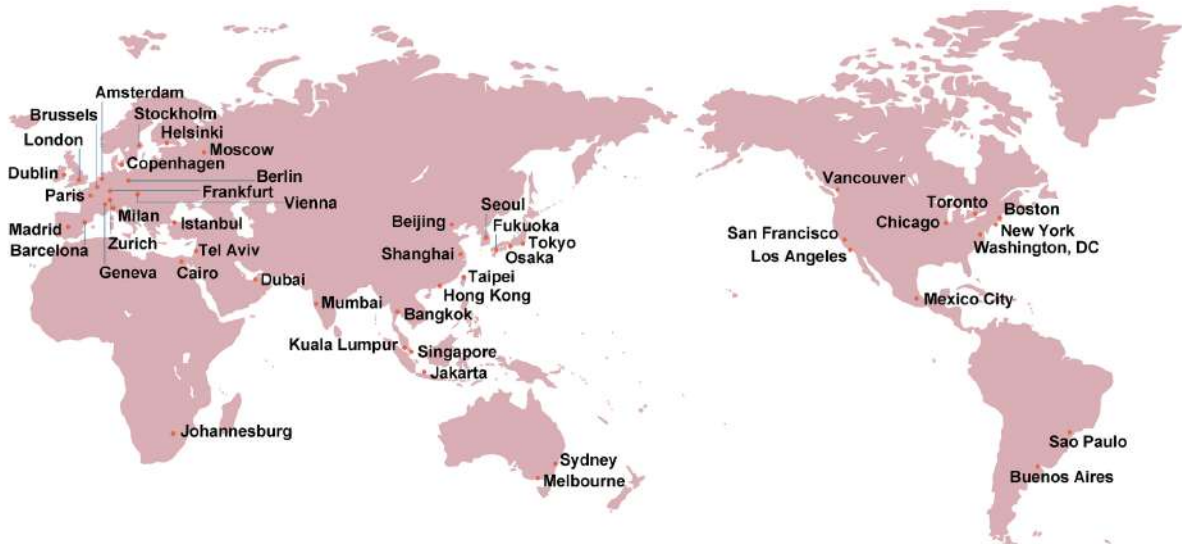 Amsterdam
Brussels
Stockholm
London
Helsinki
Moscow
Dublin
Copenhagen
Berlin
Paris
Frankfurt
Vienna
Madrid
Milan
Istanbul
Barcelona
Zurich
Tel Aviv
Geneva
Cairo
Dubai
Mumbai
Beijing
Seoul
Fukuoka
Tokyo
Osaka
Shanghai
Taipei
Hong Kong
Bangkok
Kuala Lumpur
Singapore
Jakarta
Johannesburg
Sydney
Melbourne
Vancouver
Toronto
Boston
Chicago
New York
San Francisco
Washington, DC
Los Angeles
Mexico City
Sao Paulo
Buenos Aires